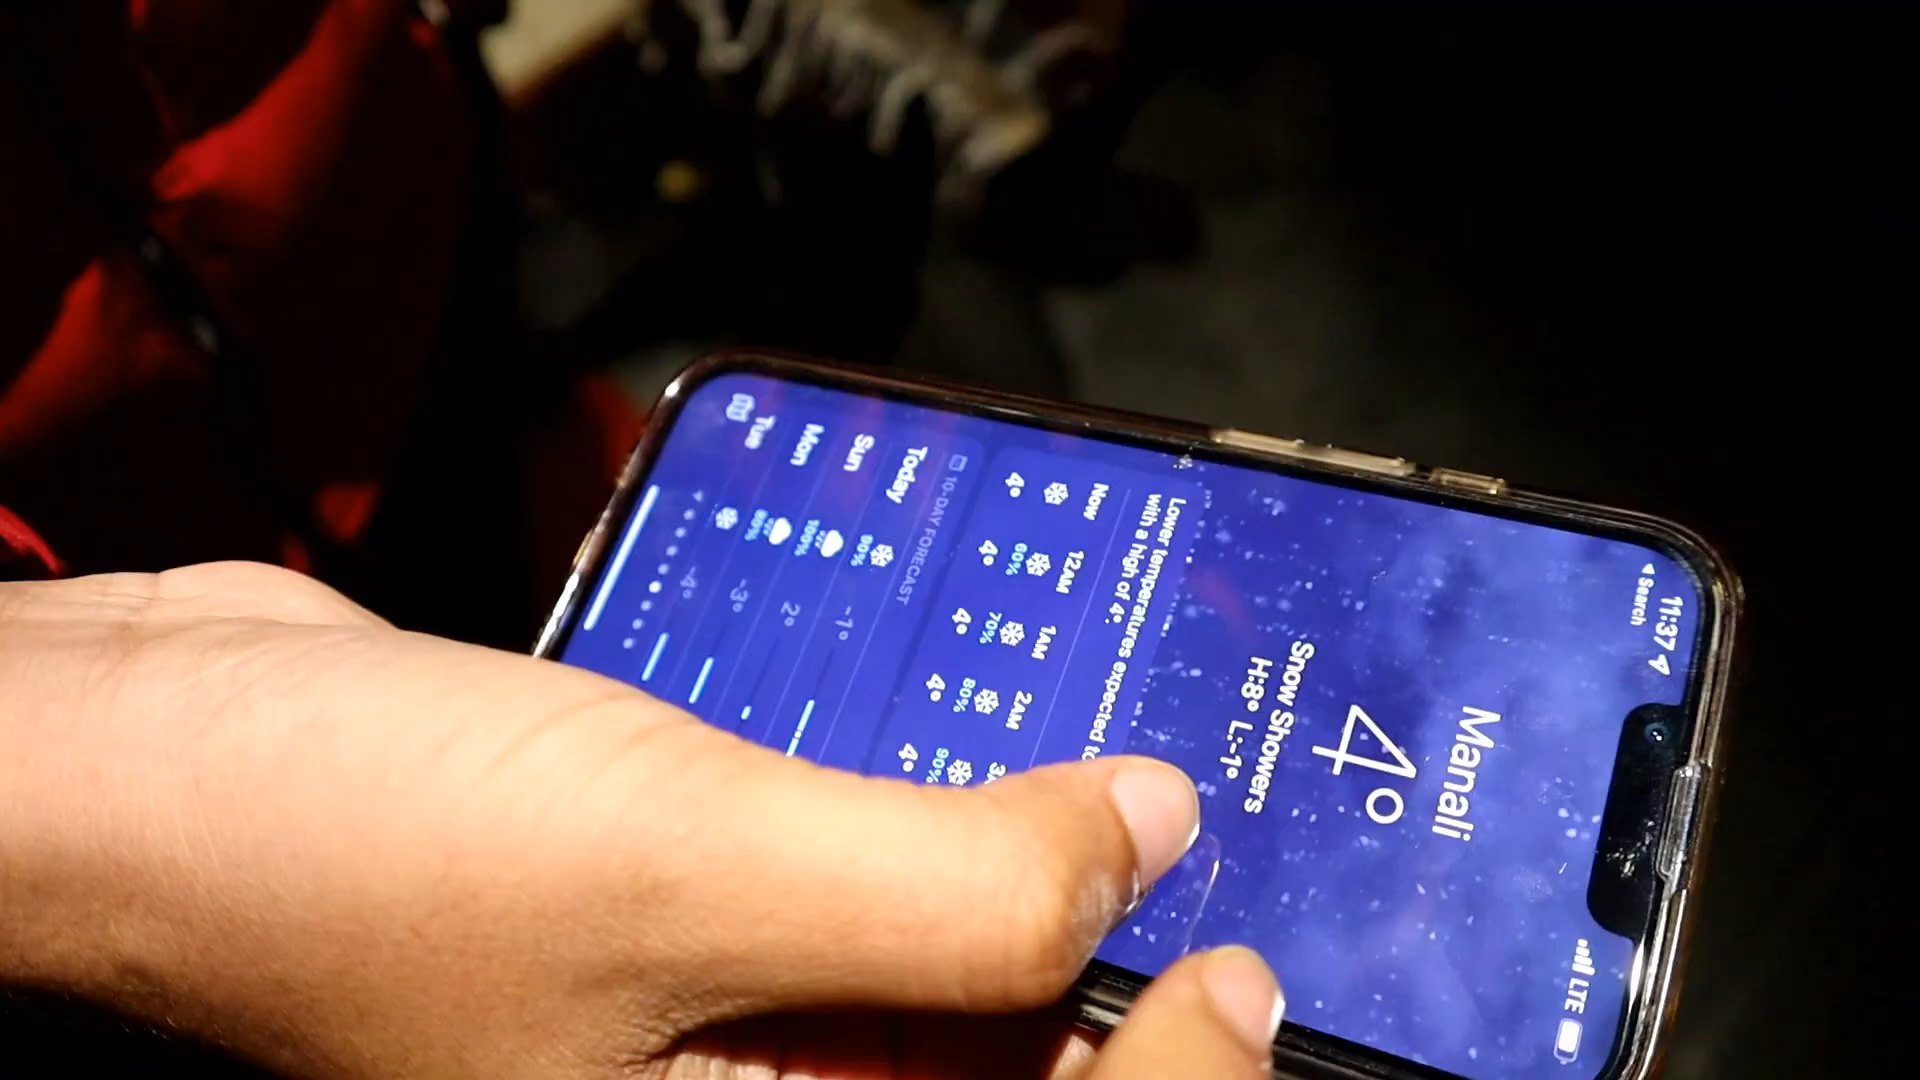 11:37
◀ Search
LTE
Manali
4°
Snow Showers
H:8° L:-1°
Lower temperatures expected to
with a high of 4°.
Now 12AM 1AM 2AM
60% 70% 80% 90%
4° 4° 4° 4° 4°
10-DAY FORECAST
Today 90% -1°
Sun 100% 2°
Mon 80% -3°
Tue -4°